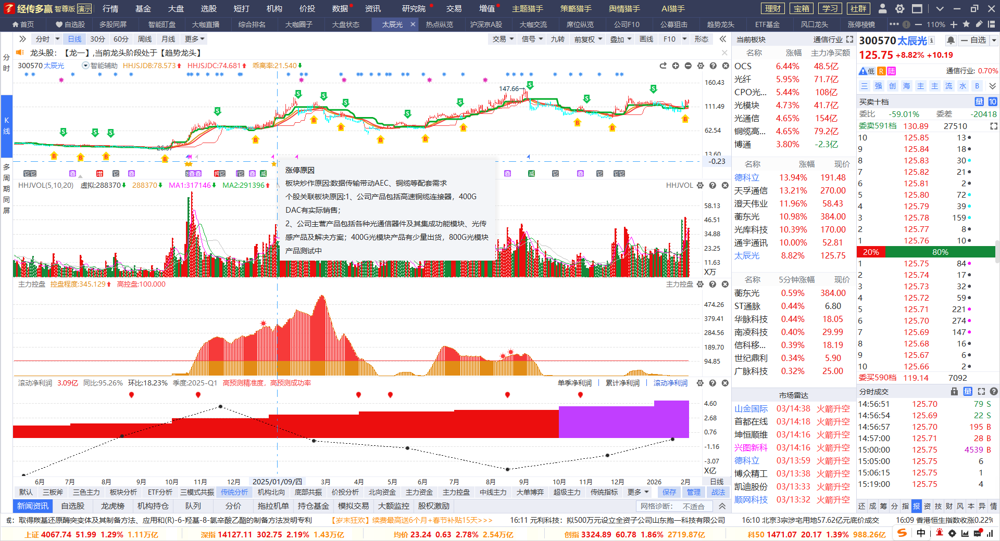 经传多赢 智尊版 演示 行情 基金 大盘 选股 短打 机构 价投 数据 资讯 研究院 交易 增值 主题猎手 策略猎手 舆情猎手 AI猎手 理财 宝箱 学习 社群
首页 自选股 多股同屏 智能盯盘 大咖直播 综合排名 大咖圈子 大盘状态 太辰光 热点纵览 沪深京A股 大咖交流 席位纵览 公司F10 公募狙击 趋势龙头 ETF基金 风口龙头 涨停棱镜 110%
分时 日线 30分 60分 周线 月线 更多 交易 信号 九转 前复权 叠加 画线 F10 形态
龙头股：【龙一】,当前龙头阶段处于【趋势龙头】
分时
K线
多周期同屏
300570 太辰光 智能辅助 HHJSJDB:78.573 HHJSJDC:74.681 乖离率:21.540
160.43
147.66
111.49
62.54
26.37
13.60
-0.23
涨停原因
板块炒作原因:数据传输带动AEC、铜缆等配套需求
个股关联板块原因:1、公司产品包括高速铜缆连接器，400G
DAC有实际销售；
2、公司主营产品包括各种光通信器件及其集成功能模块、光传
感产品及解决方案；400G光模块产品有少量出货，800G光模块
产品测试中
HHJVOL(5,10,20) 虚拟:288370 288370 MA1:317146 MA2:291396 HHJVOL
58.13
46.51
34.88
23.25
11.63
X万
主力控盘 控盘程度:345.129 高控盘:100.000 主力控盘
474.26
379.41
284.56
189.70
94.85
滚动净利润 3.09亿 同比:95.26% 环比:18.23% 季度:2025-Q1 高预测精准度，高预测成功率 单季净利润 累计净利润 滚动净利润
4.60
2.68
0.76
-1.16
-3.07
X亿
6月 7月 8月 9月 10月 11月 12月 2025/01/09/四 3月 4月 5月 6月 7月 8月 9月 10月 11月 12月 2026 2月 日线
默认 三板斧 三色主力 板块分析 ETF分析 三模式共振 传统分析 机构北向 底部共振 价投分析 北向资金 主力资金 主力控盘 中线主力 大单博弈 超级主力 传统指标 更多 保存 管理 战法
新闻资讯 自选股 龙虎榜 机构持仓 队列 分价 拖拉机单 持仓基金 模拟交易 大额监控 股权激励 网格诊断： 不适合
当前板块 通信行业
名称 涨幅 主力净买额
OCS 6.44% 48.5亿
光纤 5.95% 71.7亿
CPO光... 5.44% 108亿
光模块 4.73% 41.7亿
光通信 4.65% 154亿
铜缆高... 4.65% 79.2亿
博通 3.80% -2.3亿
名称 涨幅 现价
德科立 13.94% 191.48
天孚通信 13.21% 270.00
澄天伟业 11.96% 58.43
蘅东光 10.98% 384.00
光库科技 10.39% 170.00
通宇通讯 10.00% 52.81
太辰光 8.82% 125.75
名称 5分钟涨幅 现价
蘅东光 0.59% 384.00
ST通脉 0.44% 6.80
华脉科技 0.44% 18.05
南凌科技 0.40% 29.99
信科移... 0.39% 18.19
世纪鼎利 0.34% 5.90
广脉科技 0.32% 25.00
市场雷达
山金国际 03/14:38 火箭升空
首都在线 03/14:18 火箭升空
坤恒顺维 03/14:16 火箭升空
兴图新科 03/14:16 火箭升空
德科立 03/13:59 火箭升空
博众精工 03/13:38 火箭升空
凯迪股份 03/13:33 火箭升空
顺网科技 03/13:32 火箭升空
300570 太辰光 自选
125.75 +8.82% +10.19
低 R 陆 通信行业: 0.70%
三 强 创 海 主 主 流 水 B
买卖十档 量 10
委比 -59.01% 委差 -20418
委卖591档 130.89 27510
10 125.85 13
9 125.84 18
8 125.83 30
7 125.82 21
6 125.81 2
5 125.80 72
4 125.79 39
3 125.78 159
2 125.77 8
1 125.76 10
20% 80%
1 125.75 84
2 125.74 17
3 125.73 32
4 125.72 59
5 125.71 221
6 125.70 274
7 125.69 147
8 125.68 16
9 125.67 6
10 125.66 2
委买590档 119.14 7092
分时成交 量
14:56:51 125.70 79 S
14:56:54 125.69 22 S
14:56:57 125.70 195 B
14:57:00 125.71 28 B
15:00:00 125.75 4539 B
15:05:00 125.75 6
15:06:15 125.75 1
15:19:00 125.75 4
还 成 筹 分 指 报 资 技 财 风 本 异 情
取得羰基还原酶突变体及其制备方法、应用和(R)-6-羟基-8-氯辛酸乙酯的制备方法发明专利 【岁末狂欢】续费最高送6个月+春节补贴15天>>> 16:11 元利科技：拟500万元设立全资子公司山东抱一科技有限公司 16:10 北京3宗涉宅用地57.62亿元底价成交 16:09 香港恒生指数收涨0.22%
上证 4067.74 51.99 1.29% 1.11万亿 深指 14127.11 302.75 2.19% 1.43万亿 均价 23.24 0.63 2.78% 2.54万亿 创指 3324.89 60.78 1.86% 2719.87亿 科50 1471.07 20.17 1.39% 988.26亿 中